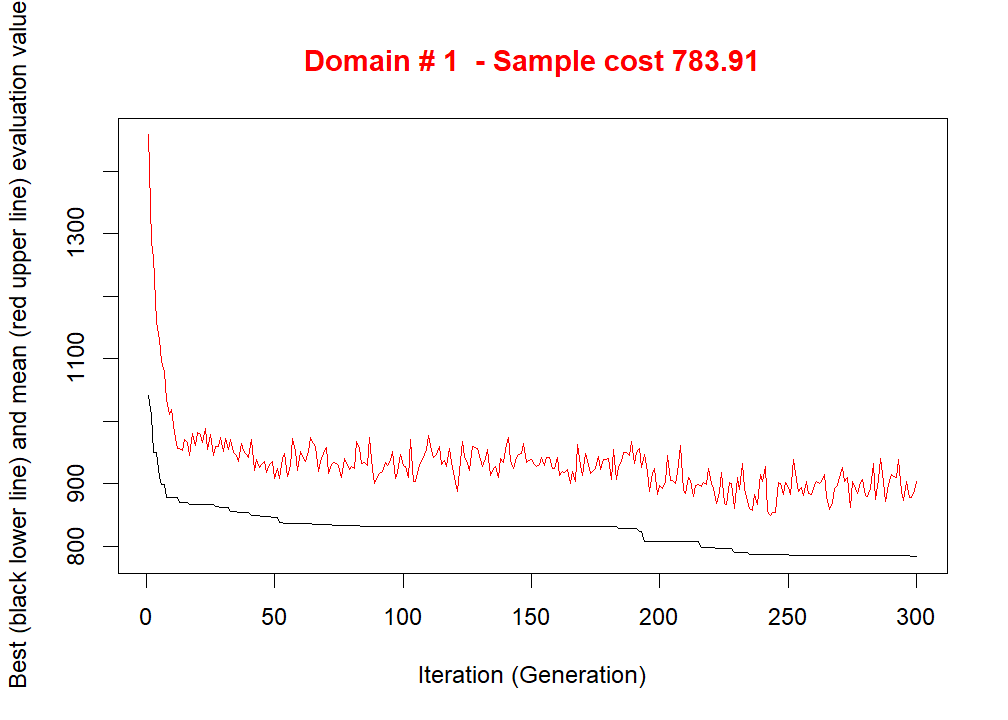 Domain # 1  - Sample cost 783.91
Best (black lower line) and mean (red upper line) evaluation value
1300
1100
900
800
0 50 100 150 200 250 300
Iteration (Generation)